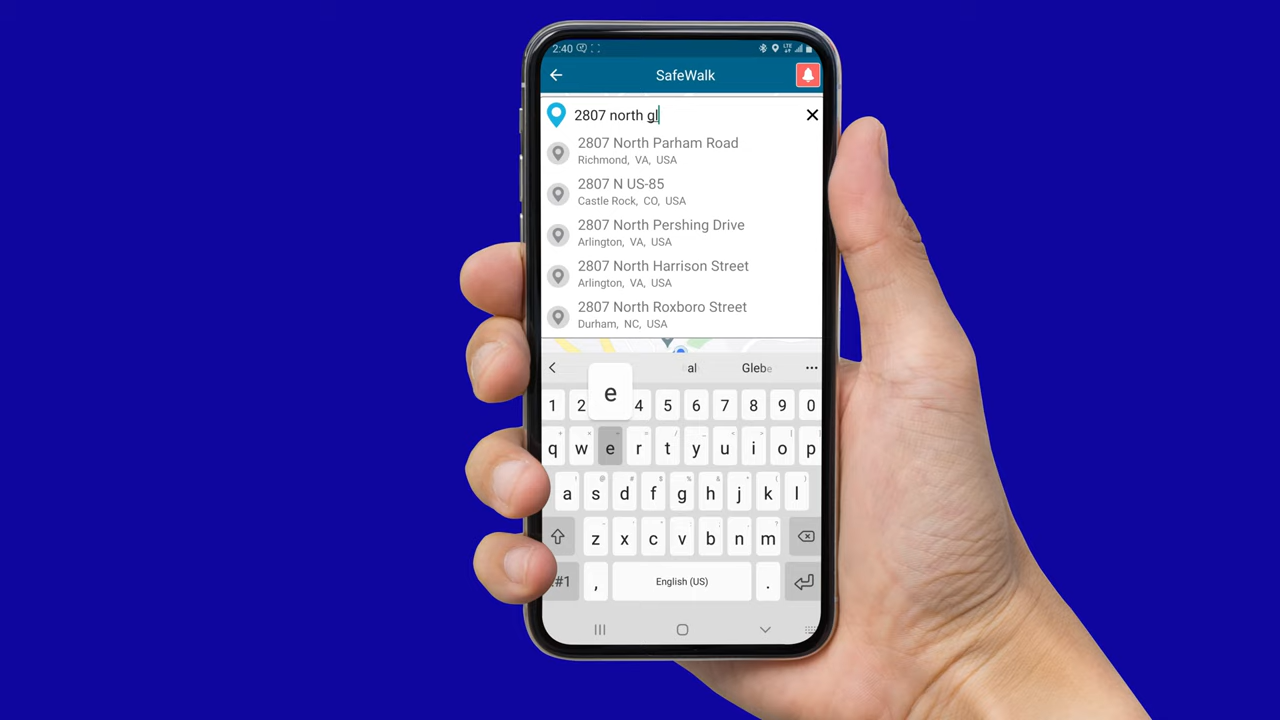 2:40
LTE
SafeWalk
2807 north gl
2807 North Parham Road
Richmond, VA, USA
2807 N US-85
Castle Rock, CO, USA
2807 North Pershing Drive
Arlington, VA, USA
2807 North Harrison Street
Arlington, VA, USA
2807 North Roxboro Street
Durham, NC, USA
al Glebe
e
1 2 4 5 6 7 8 9 0
q w e r t y u i o p
a s d f g h j k l
z x c v b n m
#1 , English (US) .